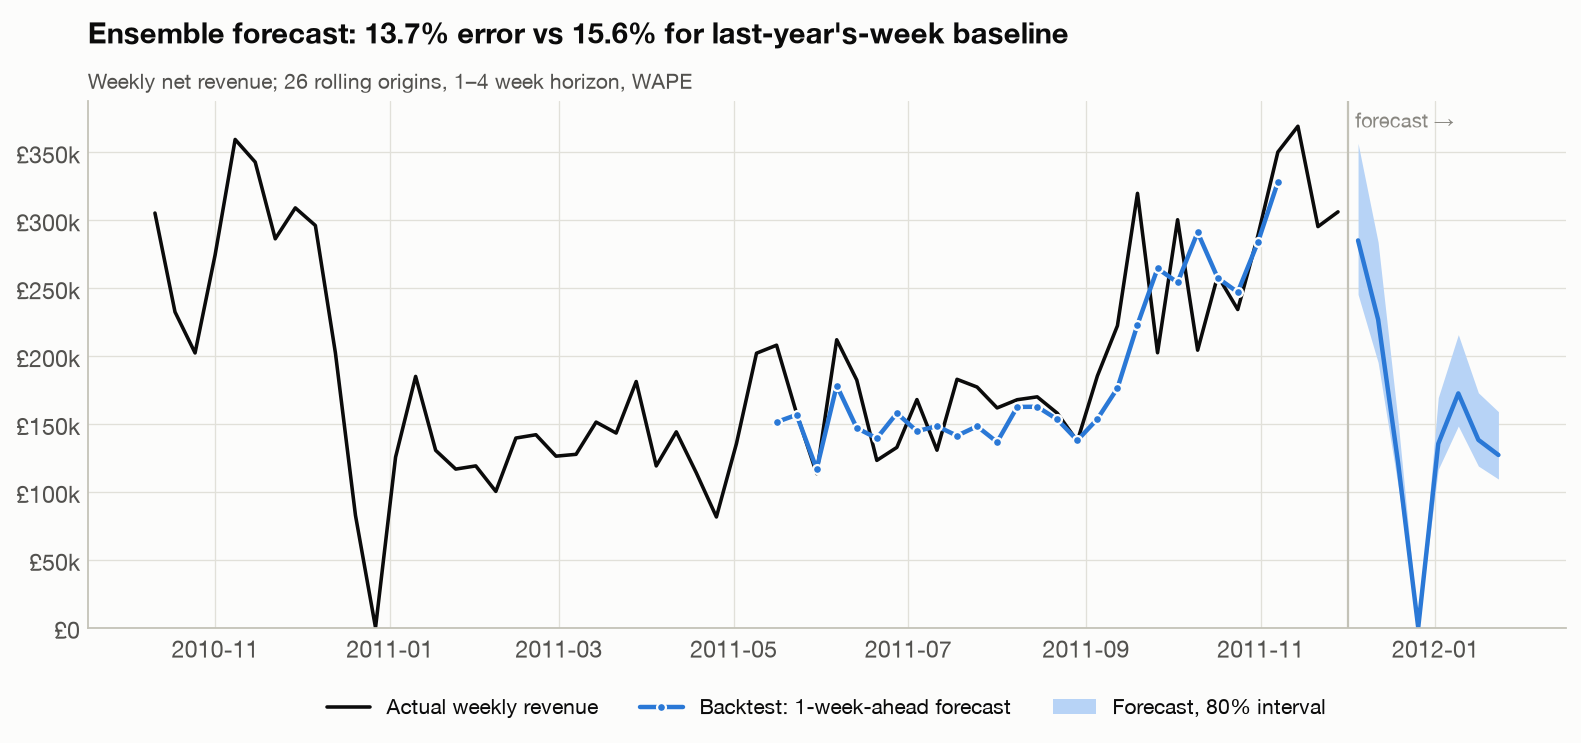 Ensemble forecast: 13.7% error vs 15.6% for last-year's-week baseline
Weekly net revenue; 26 rolling origins, 1–4 week horizon, WAPE
forecast →
£350k
£300k
£250k
£200k
£150k
£100k
£50k
£0
2010-11 2011-01 2011-03 2011-05 2011-07 2011-09 2011-11 2012-01
Actual weekly revenue Backtest: 1-week-ahead forecast Forecast, 80% interval